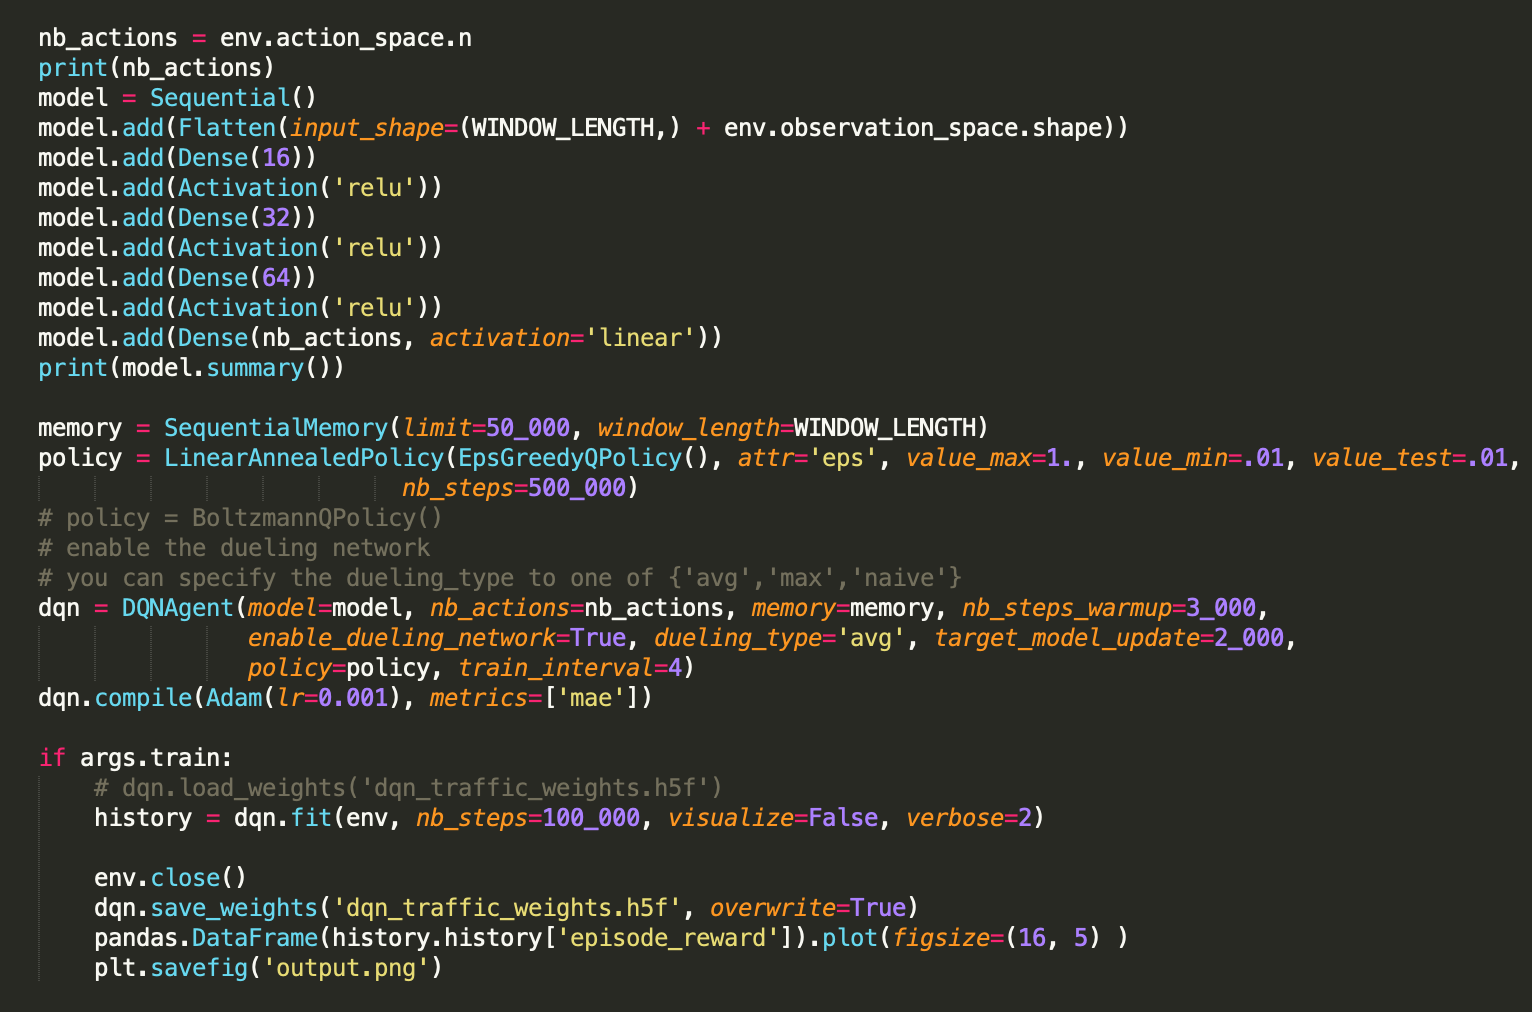 nb_actions = env.action_space.n
print(nb_actions)
model = Sequential()
model.add(Flatten(input_shape=(WINDOW_LENGTH,) + env.observation_space.shape))
model.add(Dense(16))
model.add(Activation('relu'))
model.add(Dense(32))
model.add(Activation('relu'))
model.add(Dense(64))
model.add(Activation('relu'))
model.add(Dense(nb_actions, activation='linear'))
print(model.summary())

memory = SequentialMemory(limit=50_000, window_length=WINDOW_LENGTH)
policy = LinearAnnealedPolicy(EpsGreedyQPolicy(), attr='eps', value_max=1., value_min=.01, value_test=.01,
                          nb_steps=500_000)
# policy = BoltzmannQPolicy()
# enable the dueling network
# you can specify the dueling_type to one of {'avg','max','naive'}
dqn = DQNAgent(model=model, nb_actions=nb_actions, memory=memory, nb_steps_warmup=3_000,
               enable_dueling_network=True, dueling_type='avg', target_model_update=2_000,
               policy=policy, train_interval=4)
dqn.compile(Adam(lr=0.001), metrics=['mae'])

if args.train:
    # dqn.load_weights('dqn_traffic_weights.h5f')
    history = dqn.fit(env, nb_steps=100_000, visualize=False, verbose=2)

    env.close()
    dqn.save_weights('dqn_traffic_weights.h5f', overwrite=True)
    pandas.DataFrame(history.history['episode_reward']).plot(figsize=(16, 5) )
    plt.savefig('output.png')